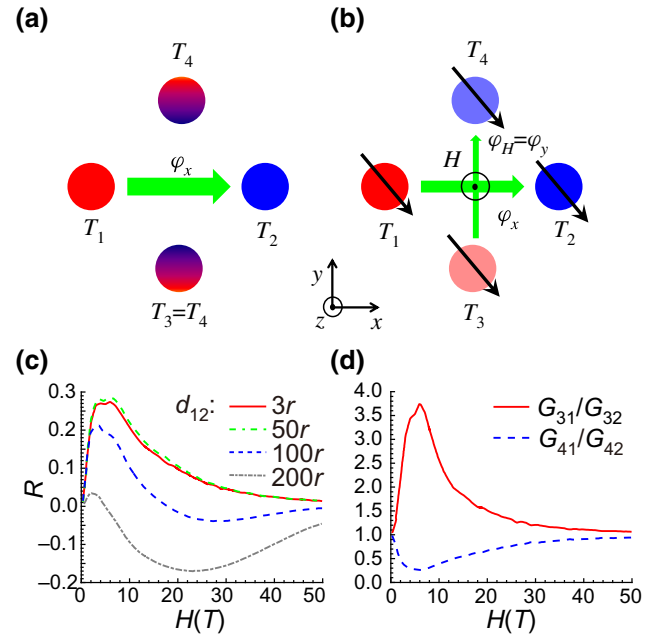 (a)
(b)
T₄
T₄
φₓ
φ_H=φ_y
H
T₁
T₂
T₁
φₓ
T₂
T₃=T₄
y
z
x
T₃
(c)
(d)
0.3
0.2
0.1
0.0
−0.1
−0.2
R
d₁₂:
3r
50r
100r
200r
0
10
20
30
40
50
H(T)
4.0
3.5
3.0
2.5
2.0
1.5
1.0
0.5
0.0
G₃₁/G₃₂
G₄₁/G₄₂
0
10
20
30
40
50
H(T)